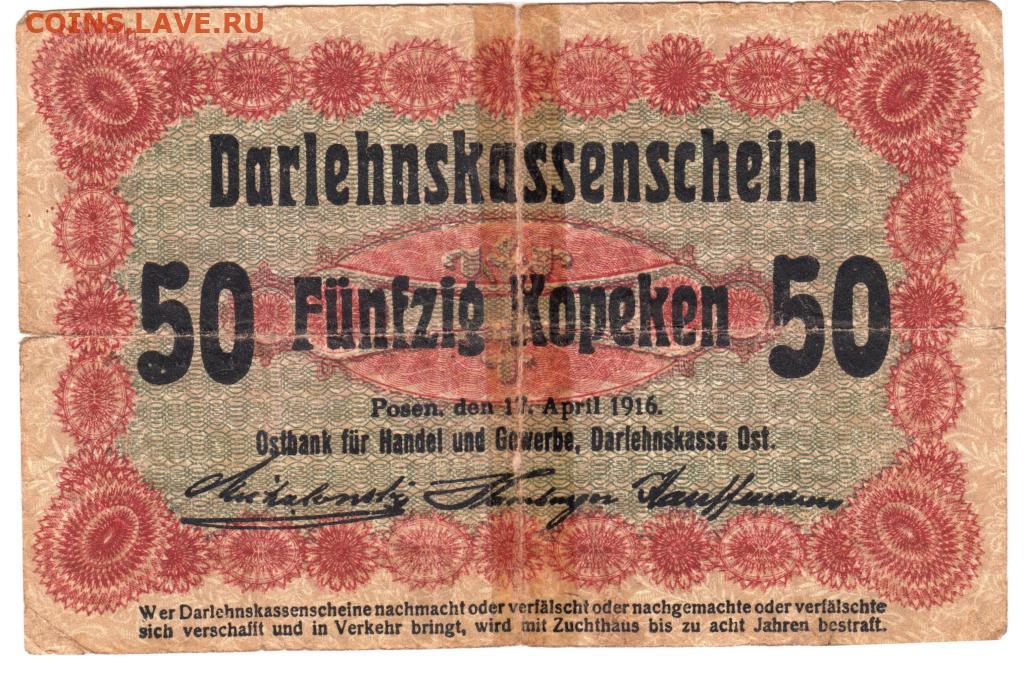 COINS.LAVE.RU
Darlehnskassenschein
50 Fünfzig Kopeken 50
Posen, den 17. April 1916.
Ostbank für Handel und Gewerbe, Darlehnskasse Ost.
Wer Darlehnskassenscheine nachmacht oder verfälscht oder nachgemachte oder verfälschte
sich verschafft und in Verkehr bringt, wird mit Zuchthaus bis zu acht Jahren bestraft.